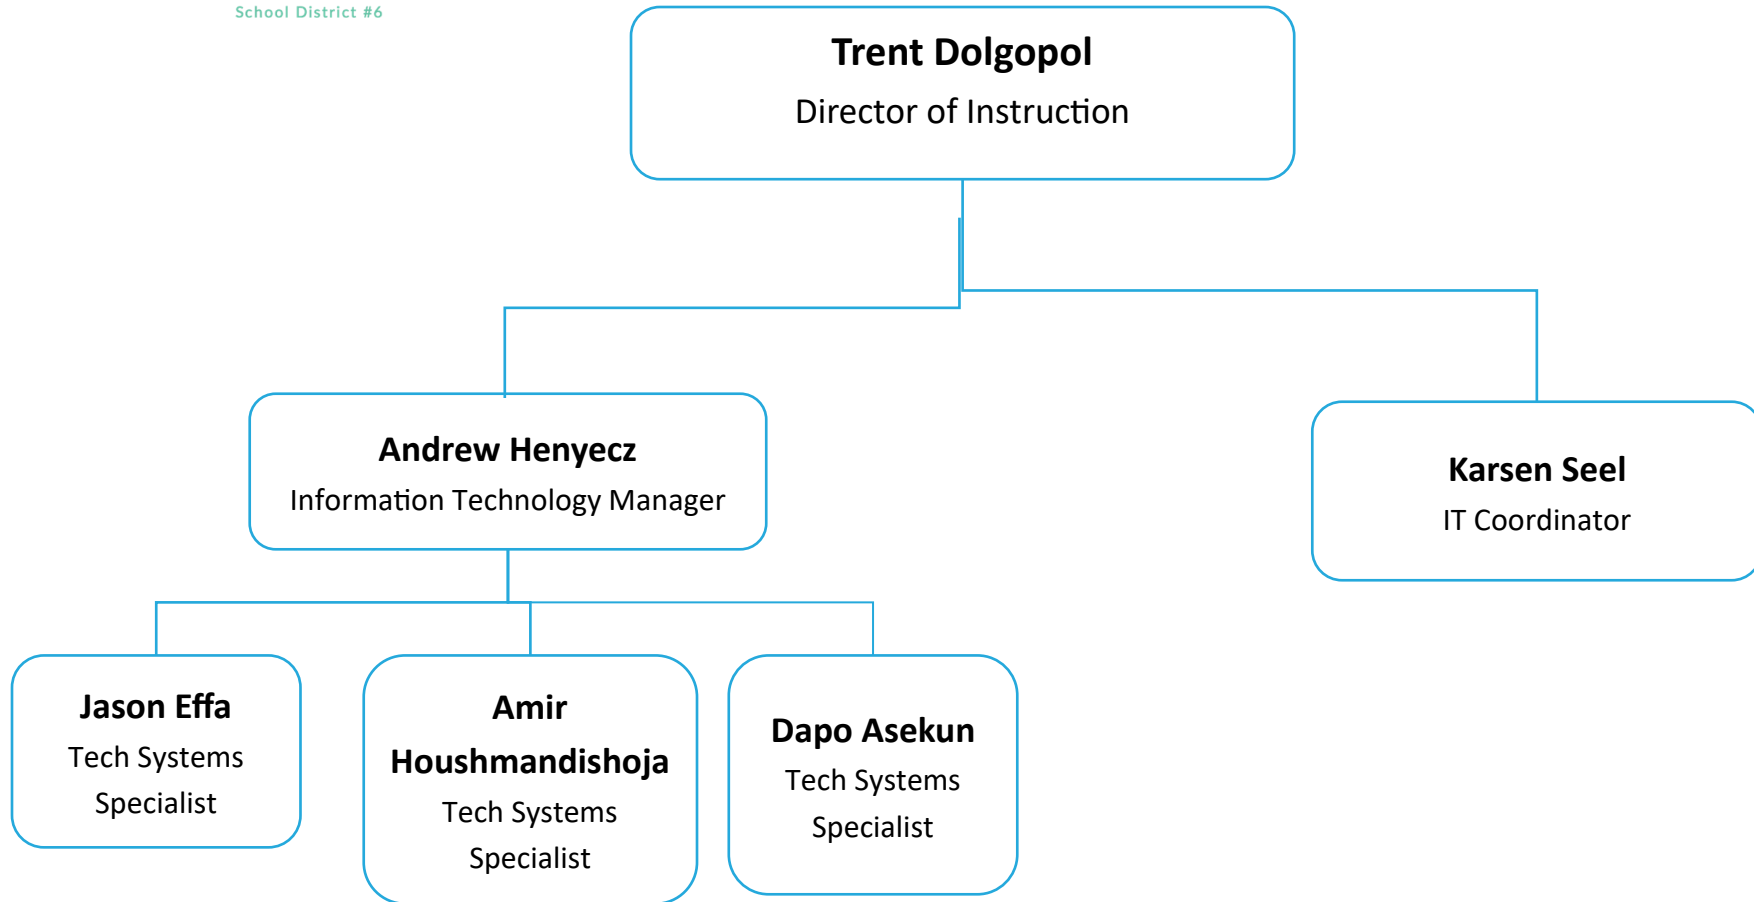 School District #6
Trent Dolgopol
Director of Instruction
Andrew Henyecz
Information Technology Manager
Karsen Seel
IT Coordinator
Jason Effa
Tech Systems
Specialist
Amir
Houshmandishoja
Tech Systems
Specialist
Dapo Asekun
Tech Systems
Specialist